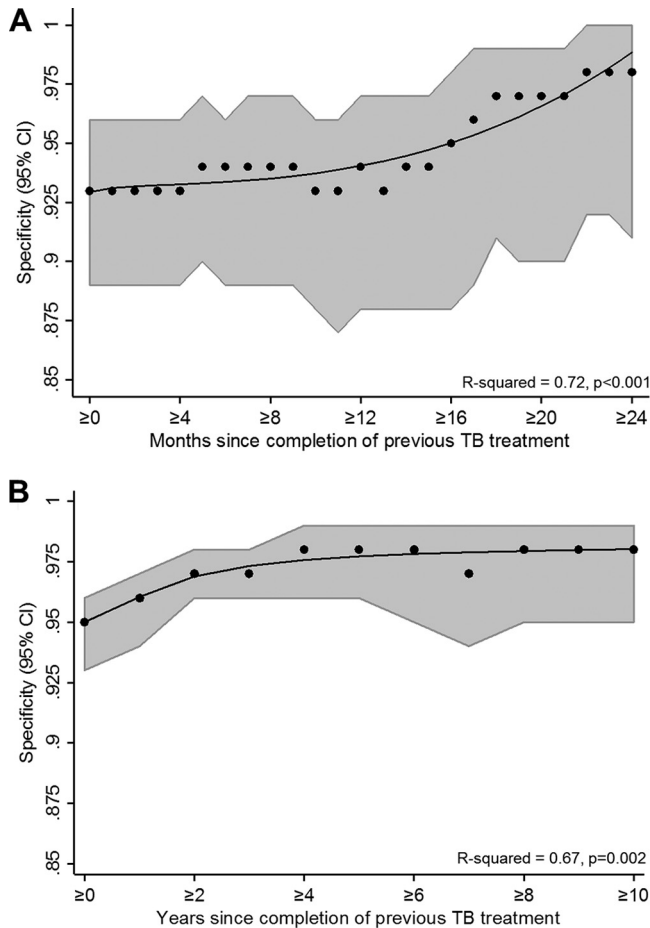 A
1
.975
.95
.925
.9
.875
.85
Specificity (95% CI)
R-squared = 0.72, p<0.001
≥0 ≥4 ≥8 ≥12 ≥16 ≥20 ≥24
Months since completion of previous TB treatment
B
1
.975
.95
.925
.9
.875
.85
Specificity (95% CI)
R-squared = 0.67, p=0.002
≥0 ≥2 ≥4 ≥6 ≥8 ≥10
Years since completion of previous TB treatment